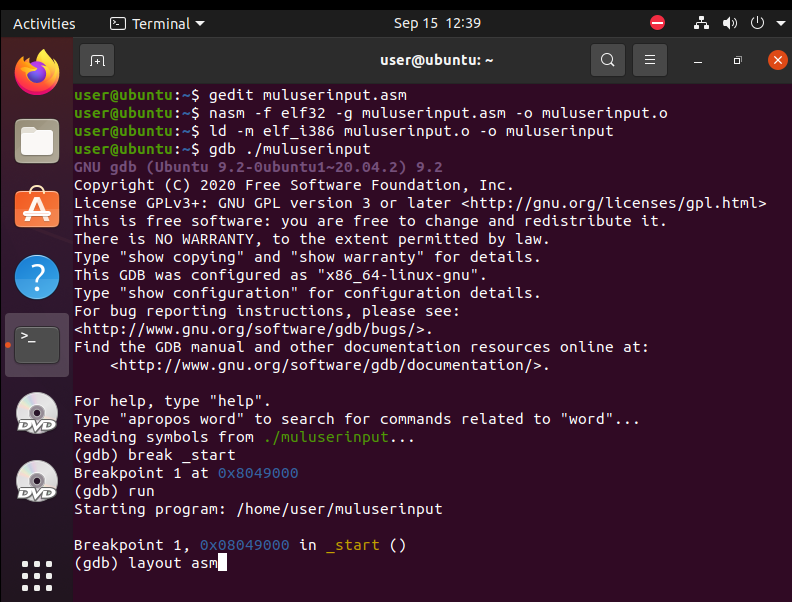 Activities
Terminal
Sep 15 12:39
user@ubuntu: ~
user@ubuntu:~$ gedit muluserinput.asm
user@ubuntu:~$ nasm -f elf32 -g muluserinput.asm -o muluserinput.o
user@ubuntu:~$ ld -m elf_i386 muluserinput.o -o muluserinput
user@ubuntu:~$ gdb ./muluserinput
GNU gdb (Ubuntu 9.2-0ubuntu1~20.04.2) 9.2
Copyright (C) 2020 Free Software Foundation, Inc.
License GPLv3+: GNU GPL version 3 or later <http://gnu.org/licenses/gpl.html>
This is free software: you are free to change and redistribute it.
There is NO WARRANTY, to the extent permitted by law.
Type "show copying" and "show warranty" for details.
This GDB was configured as "x86_64-linux-gnu".
Type "show configuration" for configuration details.
For bug reporting instructions, please see:
<http://www.gnu.org/software/gdb/bugs/>.
Find the GDB manual and other documentation resources online at:
    <http://www.gnu.org/software/gdb/documentation/>.
For help, type "help".
Type "apropos word" to search for commands related to "word"...
Reading symbols from ./muluserinput...
(gdb) break _start
Breakpoint 1 at 0x8049000
(gdb) run
Starting program: /home/user/muluserinput
Breakpoint 1, 0x08049000 in _start ()
(gdb) layout asm
>_
DVD
DVD